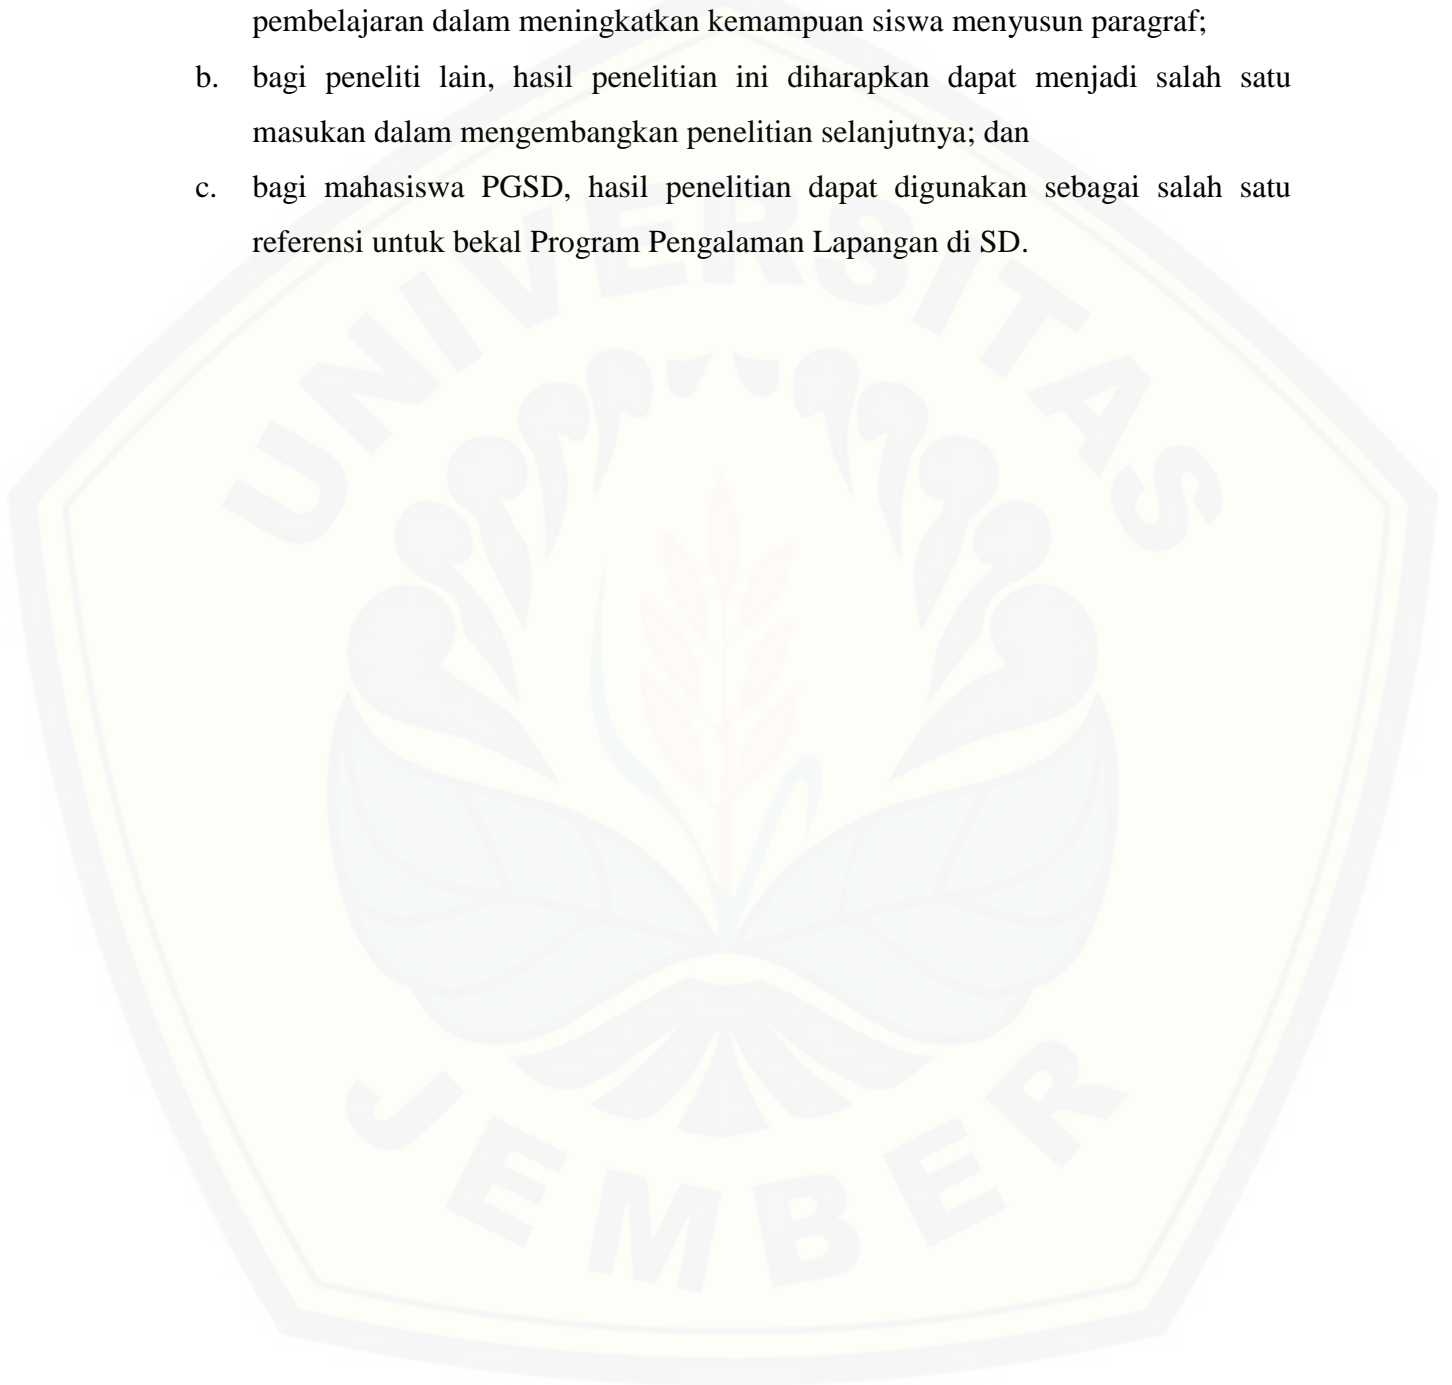 pembelajaran dalam meningkatkan kemampuan siswa menyusun paragraf;
b. bagi peneliti lain, hasil penelitian ini diharapkan dapat menjadi salah satu
masukan dalam mengembangkan penelitian selanjutnya; dan
c. bagi mahasiswa PGSD, hasil penelitian dapat digunakan sebagai salah satu
referensi untuk bekal Program Pengalaman Lapangan di SD.
UNIVERSITAS
JEMBER